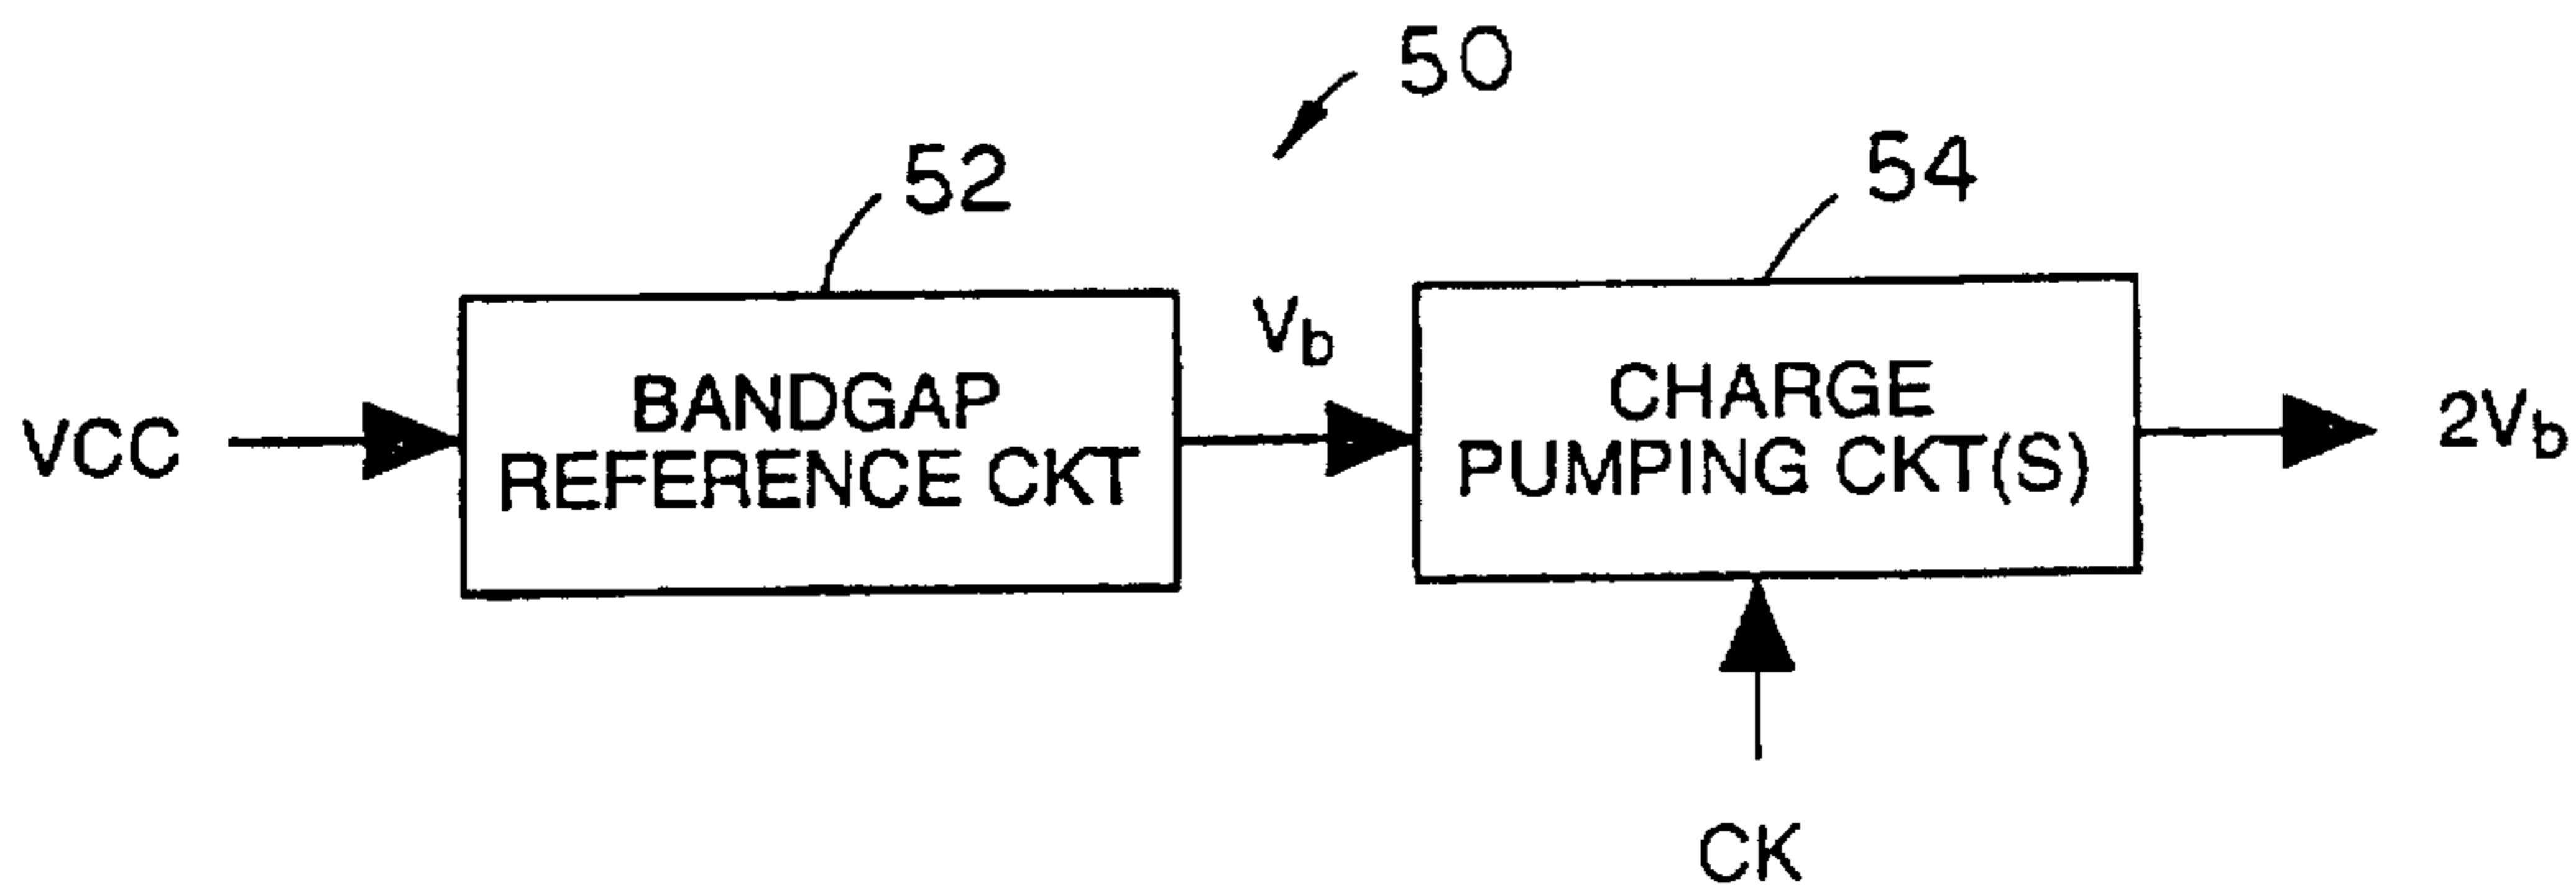 50
52
54
VCC
BANDGAP
REFERENCE CKT
Vb
CHARGE
PUMPING CKT(S)
2Vb
CK